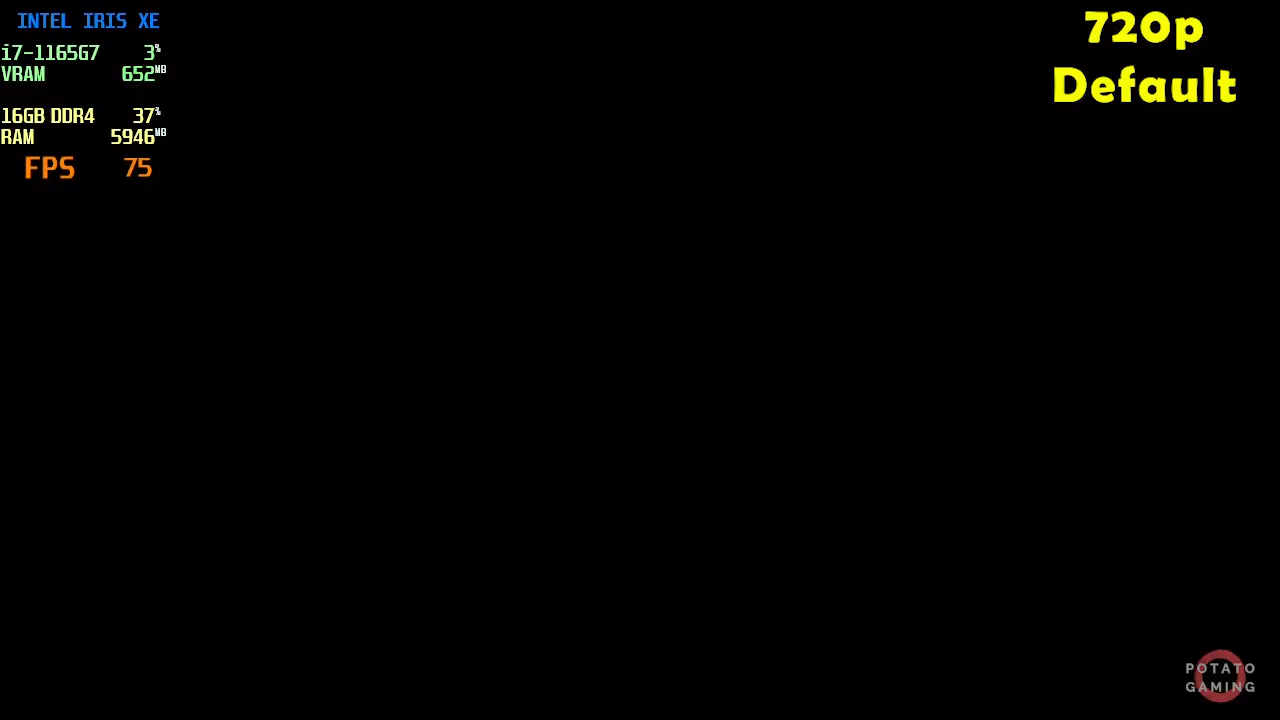 INTEL IRIS XE
i7-1165G7 3%
VRAM 652MB
16GB DDR4 37%
RAM 5946MB
FPS 75
720p
Default
POTATO
GAMING